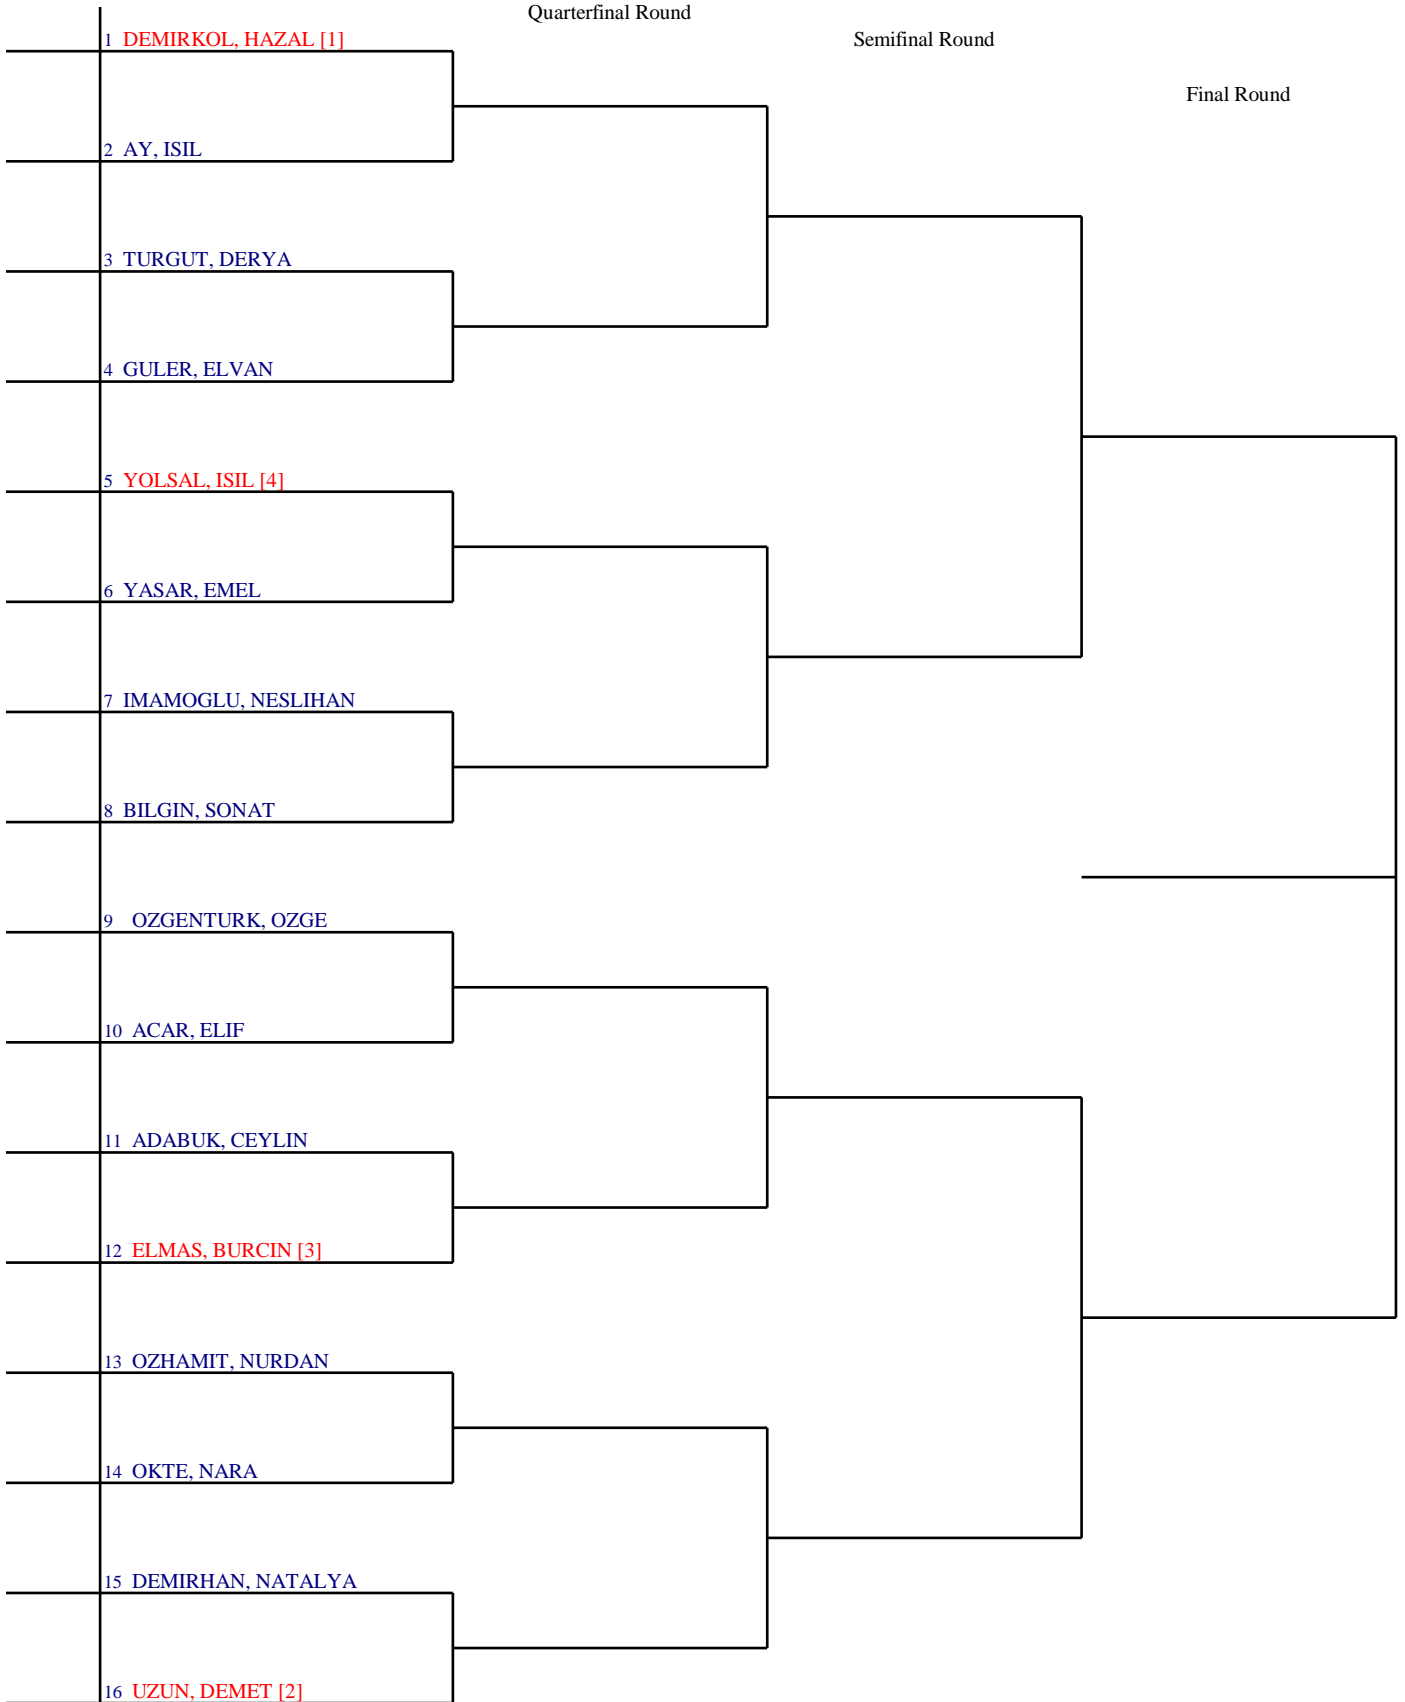 Quarterfinal Round
1 DEMIRKOL, HAZAL [1]
Semifinal Round
Final Round
2 AY, ISIL
3 TURGUT, DERYA
4 GULER, ELVAN
5 YOLSAL, ISIL [4]
6 YASAR, EMEL
7 IMAMOGLU, NESLIHAN
8 BILGIN, SONAT
9 OZGENTURK, OZGE
10 ACAR, ELIF
11 ADABUK, CEYLIN
12 ELMAS, BURCIN [3]
13 OZHAMIT, NURDAN
14 OKTE, NARA
15 DEMIRHAN, NATALYA
16 UZUN, DEMET [2]